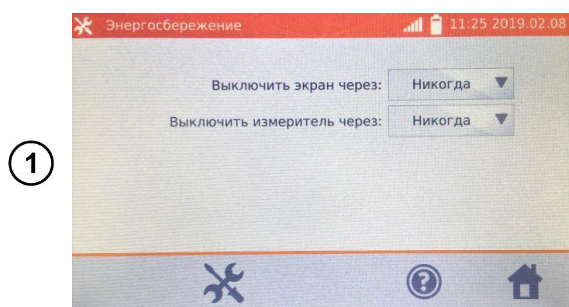 Энергосбережение 11:25 2019.02.08
Выключить экран через: Никогда
Выключить измеритель через: Никогда
1
?